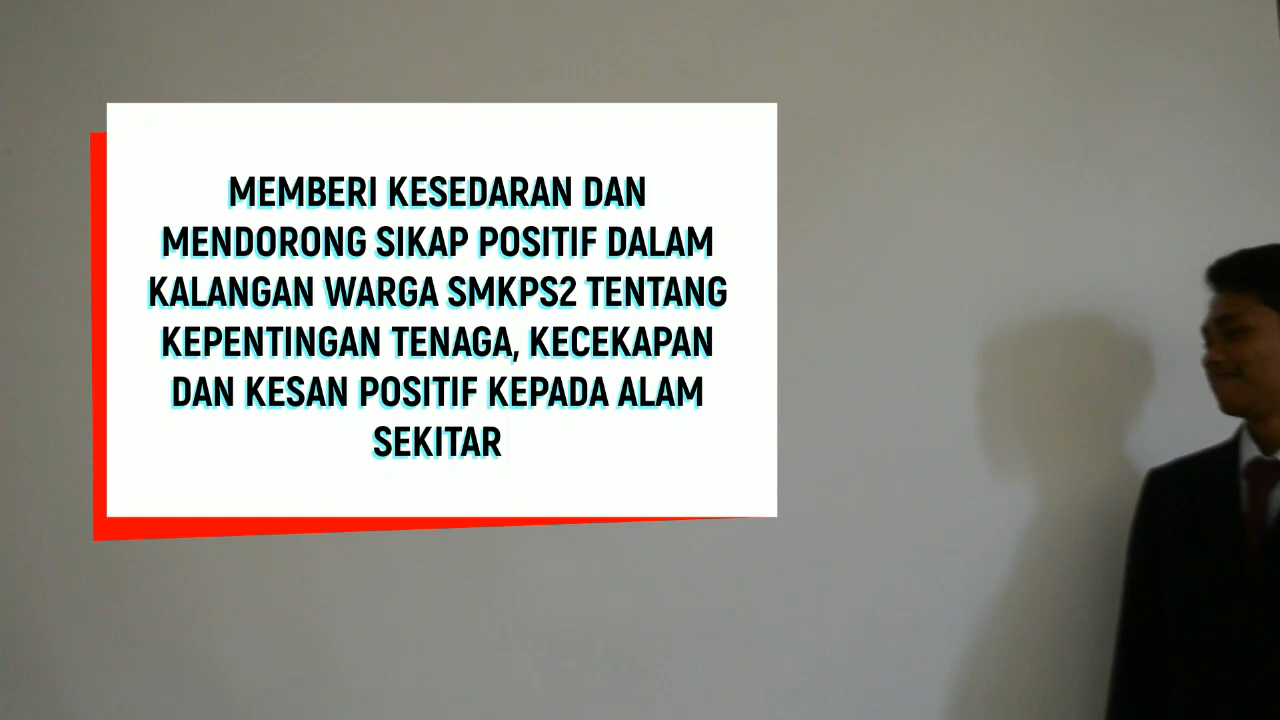 MEMBERI KESEDARAN DAN
MENDORONG SIKAP POSITIF DALAM
KALANGAN WARGA SMKPS2 TENTANG
KEPENTINGAN TENAGA, KECEKAPAN
DAN KESAN POSITIF KEPADA ALAM
SEKITAR